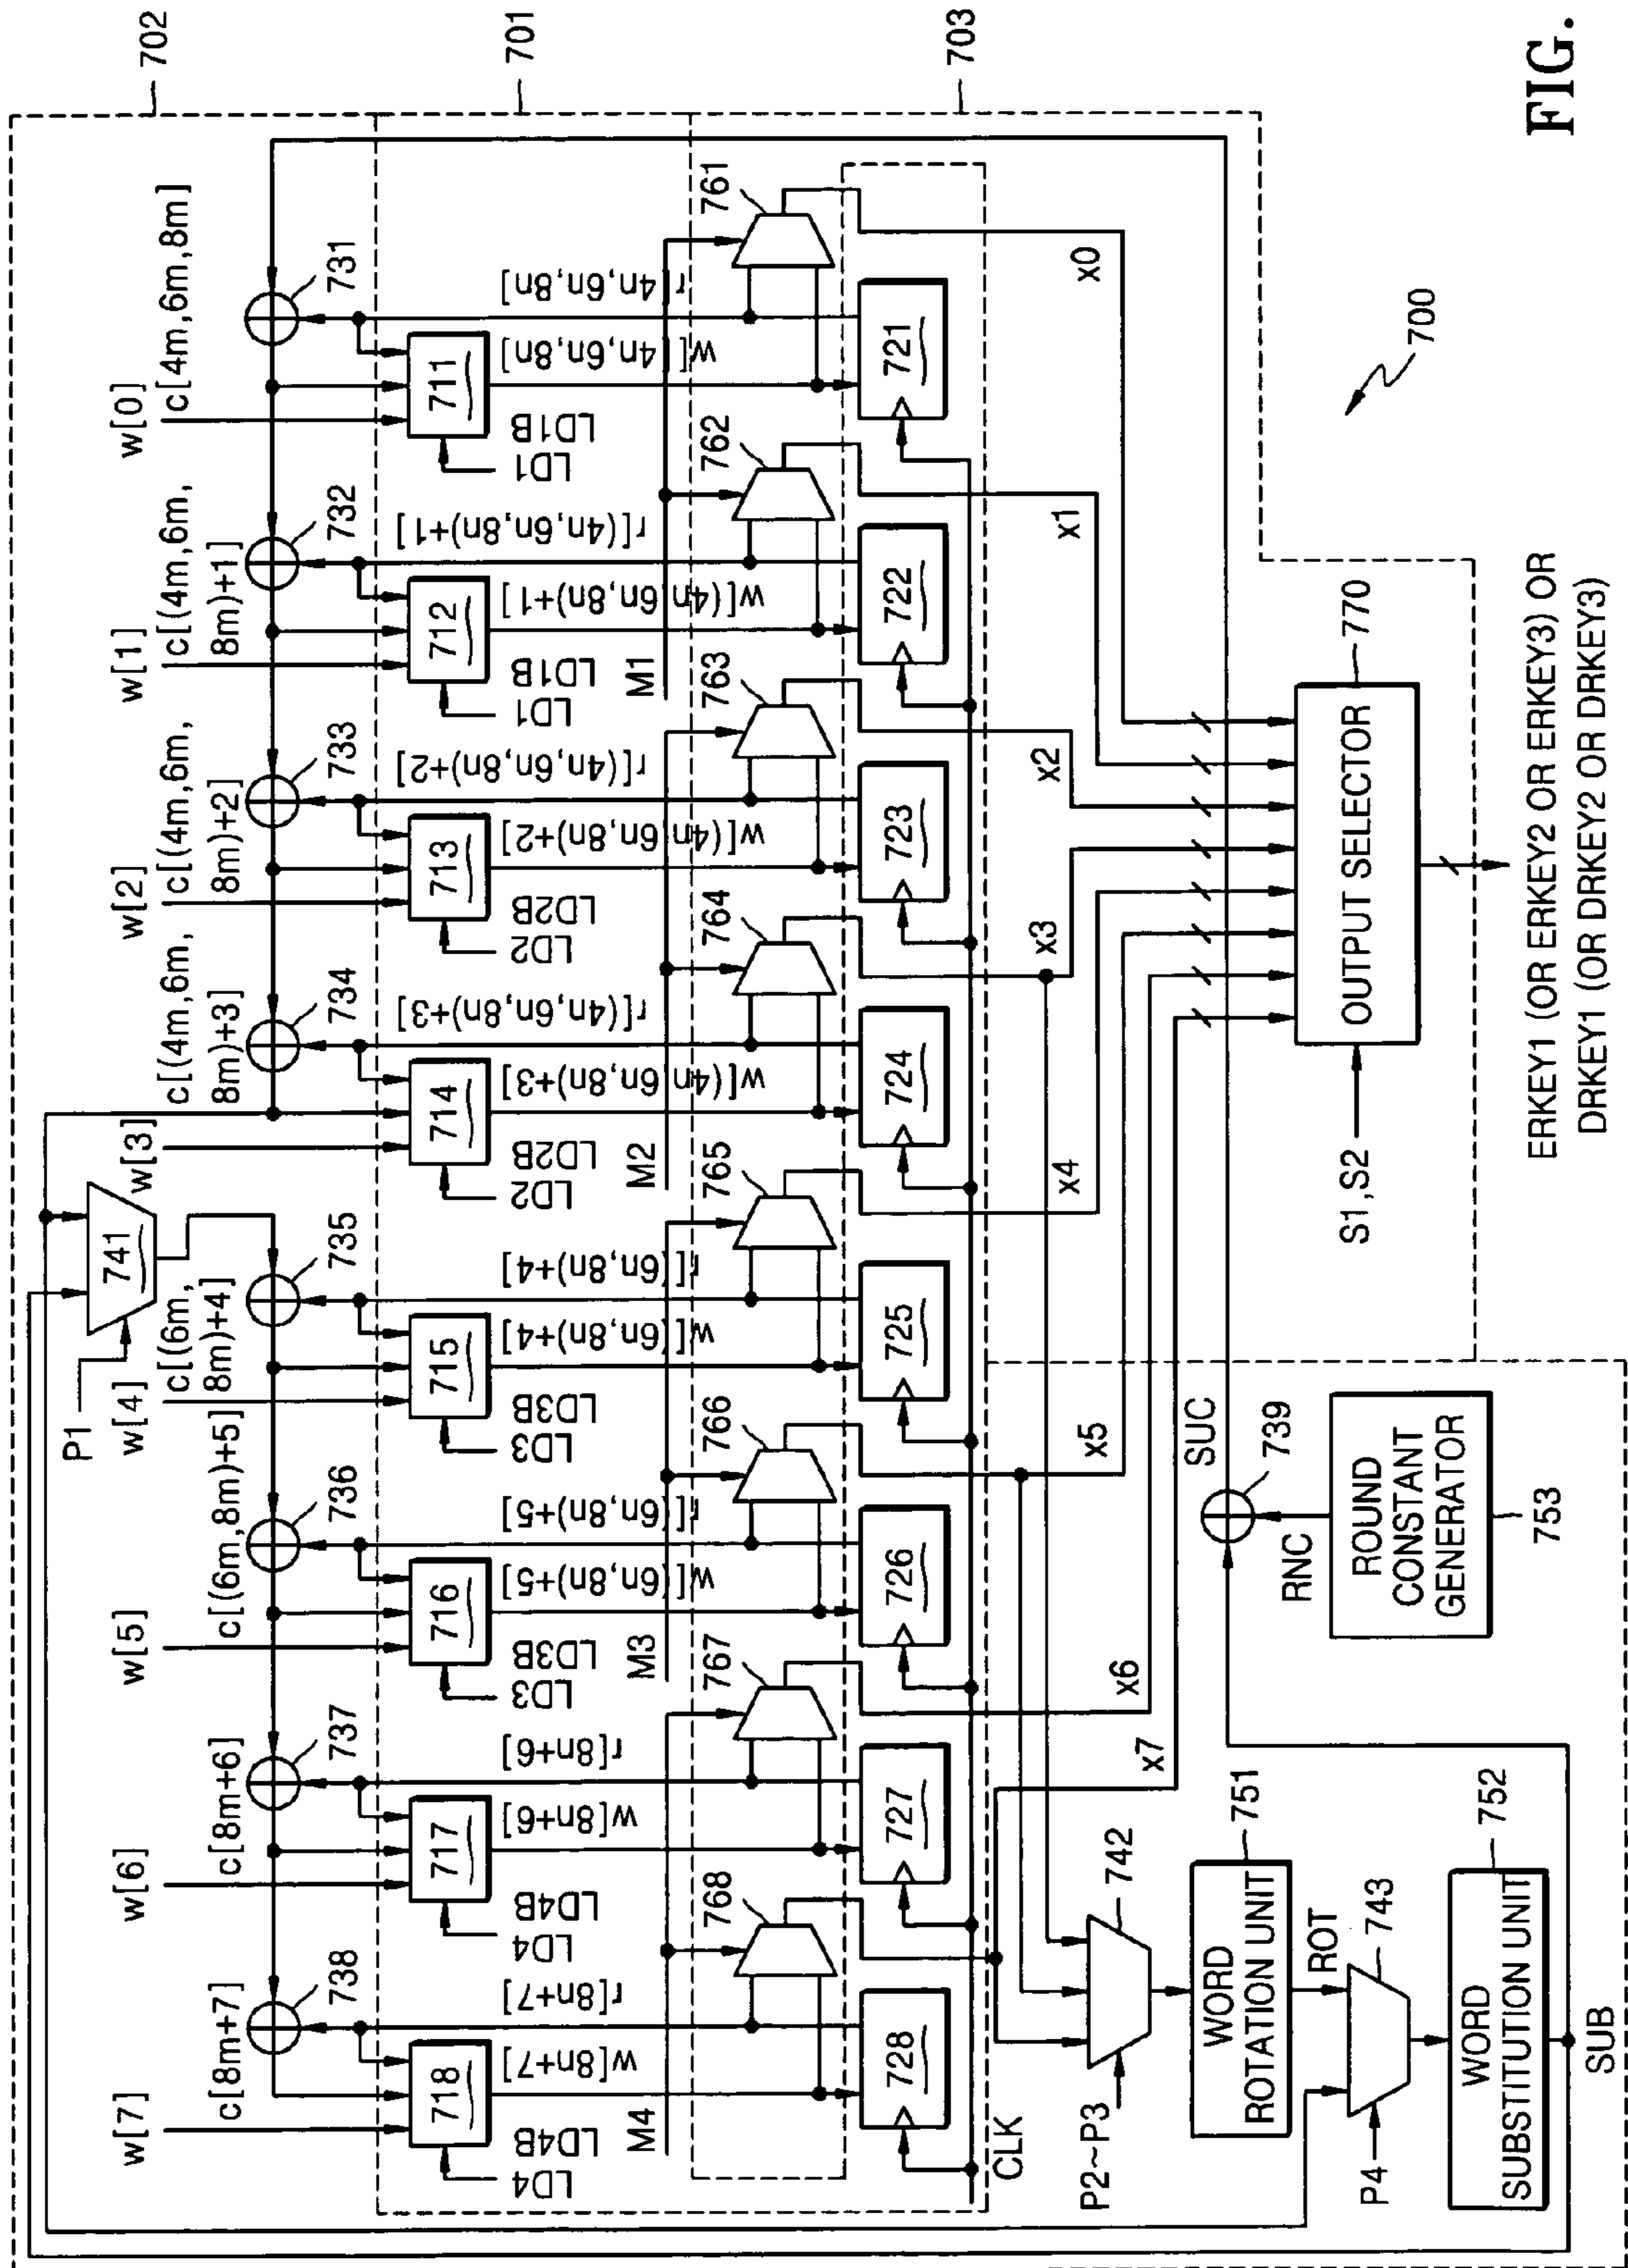 702
701
703
FIG.
w[0]
c[4m,6m,8m]
731
711
LD1
LD1B
w[4n,6n,8n]
r[4n,6n,8n]
761
721
x0
w[1]
c[(4m,6m,
8m)+1]
732
712
LD1
LD1B
w[(4n,6n,8n)+1]
r[(4n,6n,8n)+1]
M1
762
722
x1
w[2]
c[(4m,6m,
8m)+2]
733
713
LD2
LD2B
w[(4n,6n,8n)+2]
r[(4n,6n,8n)+2]
763
723
x2
w[3]
c[(4m,6m,
8m)+3]
734
714
LD2
LD2B
w[(4n,6n,8n)+3]
r[(4n,6n,8n)+3]
M2
764
724
x3
741
P1
w[4]
c[(6m,
8m)+4]
735
715
LD3
LD3B
w[(6n,8n)+4]
r[(6n,8n)+4]
765
725
x4
w[5]
c[(6m,8m)+5]
736
716
LD3
LD3B
w[(6n,8n)+5]
r[(6n,8n)+5]
M3
766
726
x5
w[6]
c[8m+6]
737
717
LD4
LD4B
w[8n+6]
r[8n+6]
767
727
x6
w[7]
c[8m+7]
738
718
LD4
LD4B
w[8n+7]
r[8n+7]
M4
768
728
x7
CLK
P2~P3
742
WORD
ROTATION UNIT
751
ROT
P4
743
WORD
SUBSTITUTION UNIT
752
SUB
SUC
739
RNC
ROUND
CONSTANT
GENERATOR
753
S1,S2
OUTPUT SELECTOR
770
700
ERKEY1 (OR ERKEY2 OR ERKEY3) OR
DRKEY1 (OR DRKEY2 OR DRKEY3)